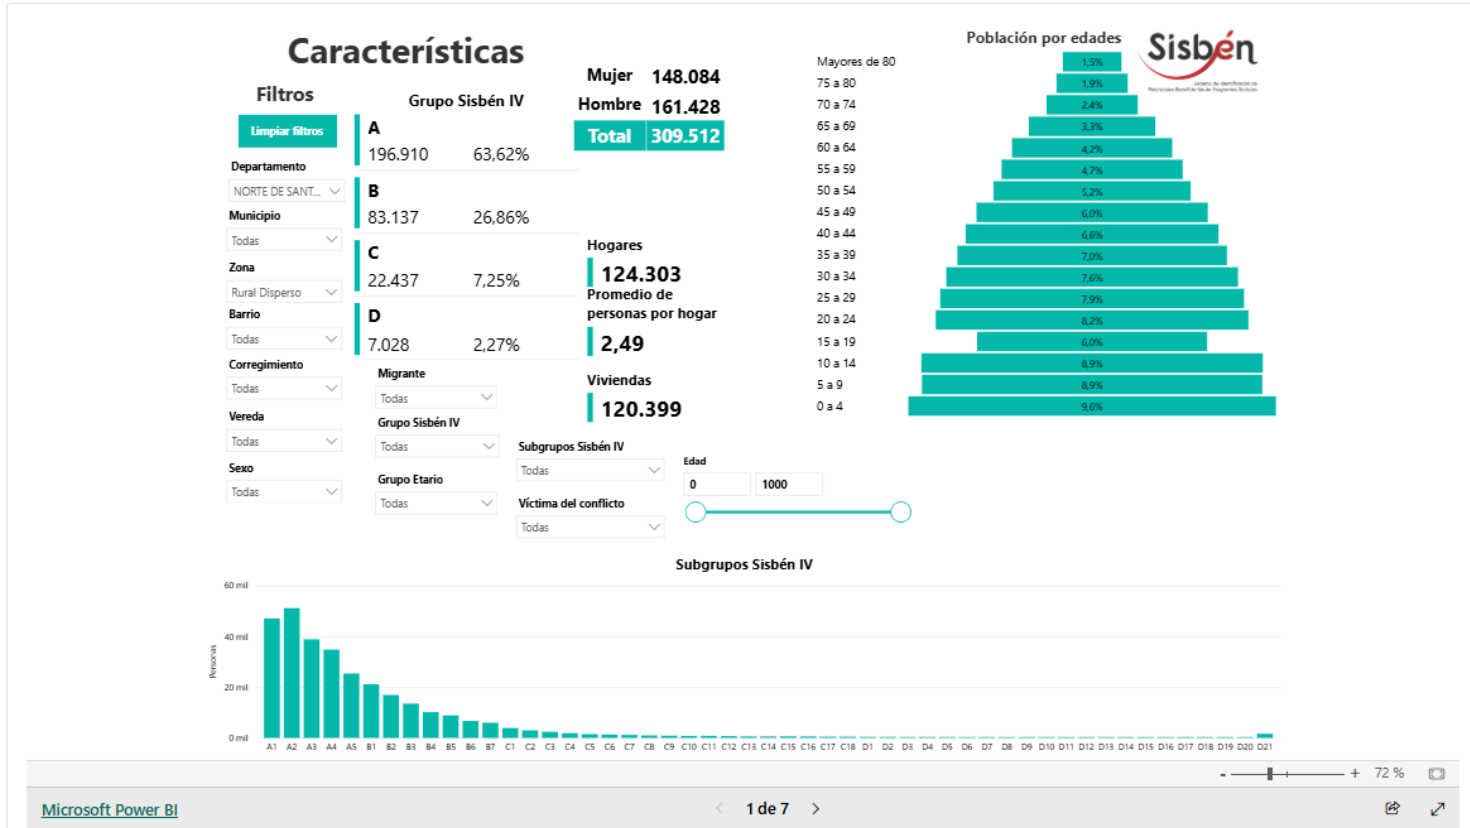 Características
Filtros
Limpiar filtros
Departamento
NORTE DE SANT...
Municipio
Todas
Zona
Rural Disperso
Barrio
Todas
Corregimiento
Todas
Vereda
Todas
Sexo
Todas
Grupo Sisbén IV
A
196.910 63,62%
B
83.137 26,86%
C
22.437 7,25%
D
7.028 2,27%
Migrante
Todas
Grupo Sisbén IV
Todas
Grupo Etario
Todas
Mujer 148.084
Hombre 161.428
Total 309.512
Hogares
124.303
Promedio de
personas por hogar
2,49
Viviendas
120.399
Subgrupos Sisbén IV
Todas
Víctima del conflicto
Todas
Edad
0 1000
Población por edades
Sisbén
Mayores de 80 1,5%
75 a 80 1,9%
70 a 74 2,4%
65 a 69 3,3%
60 a 64 4,2%
55 a 59 4,7%
50 a 54 5,2%
45 a 49 6,0%
40 a 44 6,6%
35 a 39 7,0%
30 a 34 7,6%
25 a 29 7,9%
20 a 24 8,2%
15 a 19 6,0%
10 a 14 8,9%
5 a 9 8,9%
0 a 4 9,6%
Subgrupos Sisbén IV
Personas
60 mil
40 mil
20 mil
0 mil
A1 A2 A3 A4 A5 B1 B2 B3 B4 B5 B6 B7 C1 C2 C3 C4 C5 C6 C7 C8 C9 C10 C11 C12 C13 C14 C15 C16 C17 C18 D1 D2 D3 D4 D5 D6 D7 D8 D9 D10 D11 D12 D13 D14 D15 D16 D17 D18 D19 D20 D21
- + 72 %
Microsoft Power BI
1 de 7